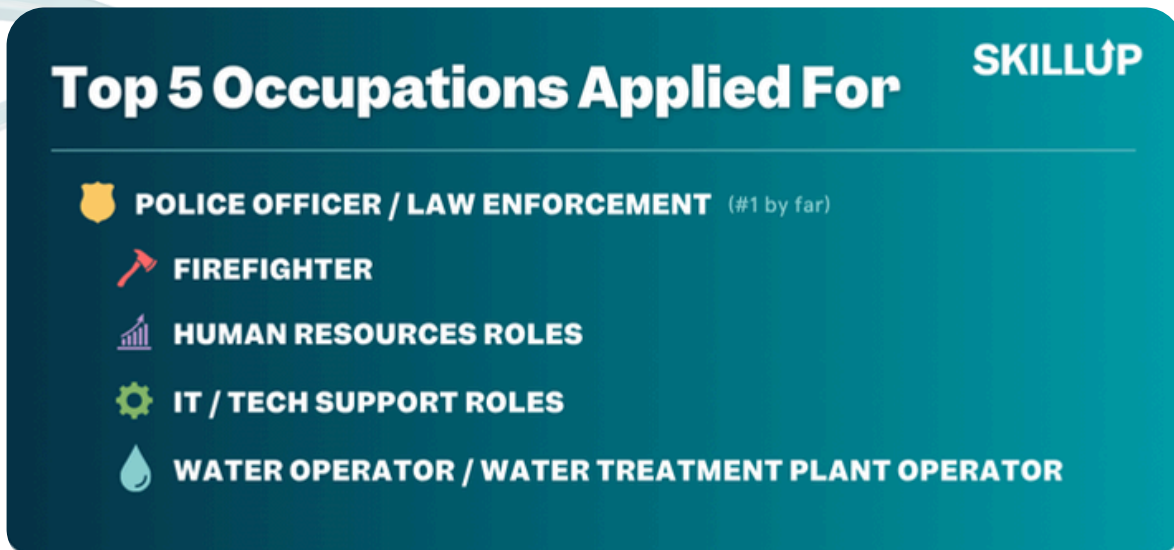 SKILLUP
Top 5 Occupations Applied For
POLICE OFFICER / LAW ENFORCEMENT (#1 by far)
FIREFIGHTER
HUMAN RESOURCES ROLES
IT / TECH SUPPORT ROLES
WATER OPERATOR / WATER TREATMENT PLANT OPERATOR